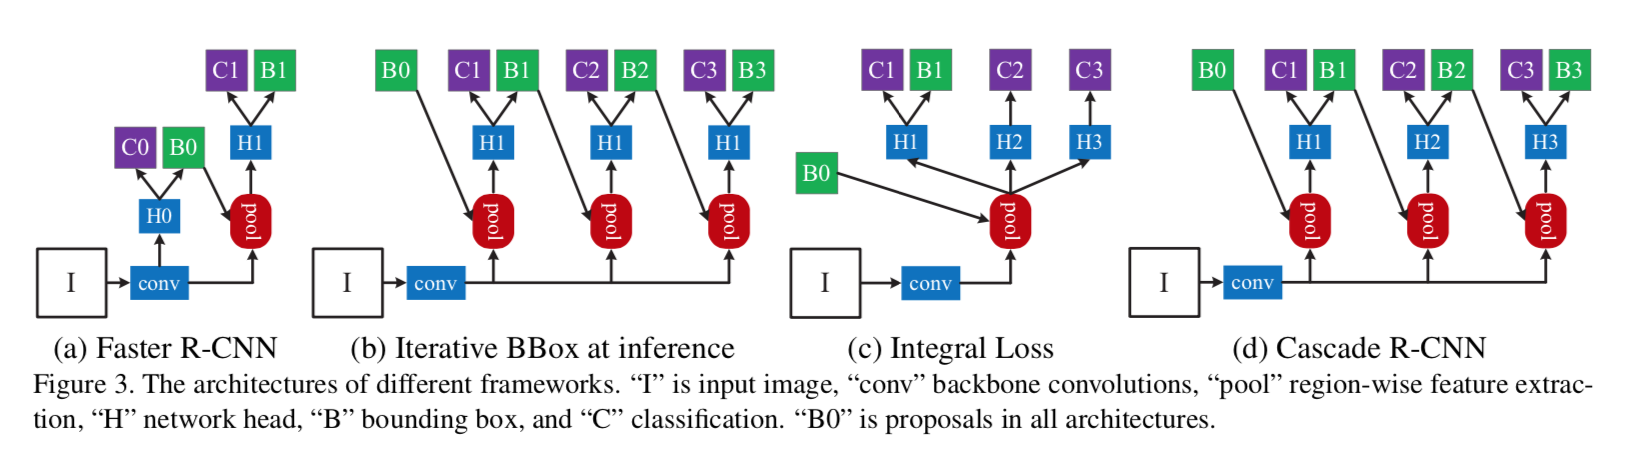 C1 B1
C0 B0 H1
H0 pool
I conv
(a) Faster R-CNN
B0 C1 B1 C2 B2 C3 B3
H1 H1 H1
pool pool pool
I conv
(b) Iterative BBox at inference
C1 B1 C2 C3
H1 H2 H3
B0
pool
I conv
(c) Integral Loss
B0 C1 B1 C2 B2 C3 B3
H1 H2 H3
pool pool pool
I conv
(d) Cascade R-CNN
Figure 3. The architectures of different frameworks. “I” is input image, “conv” backbone convolutions, “pool” region-wise feature extrac-
tion, “H” network head, “B” bounding box, and “C” classification. “B0” is proposals in all architectures.